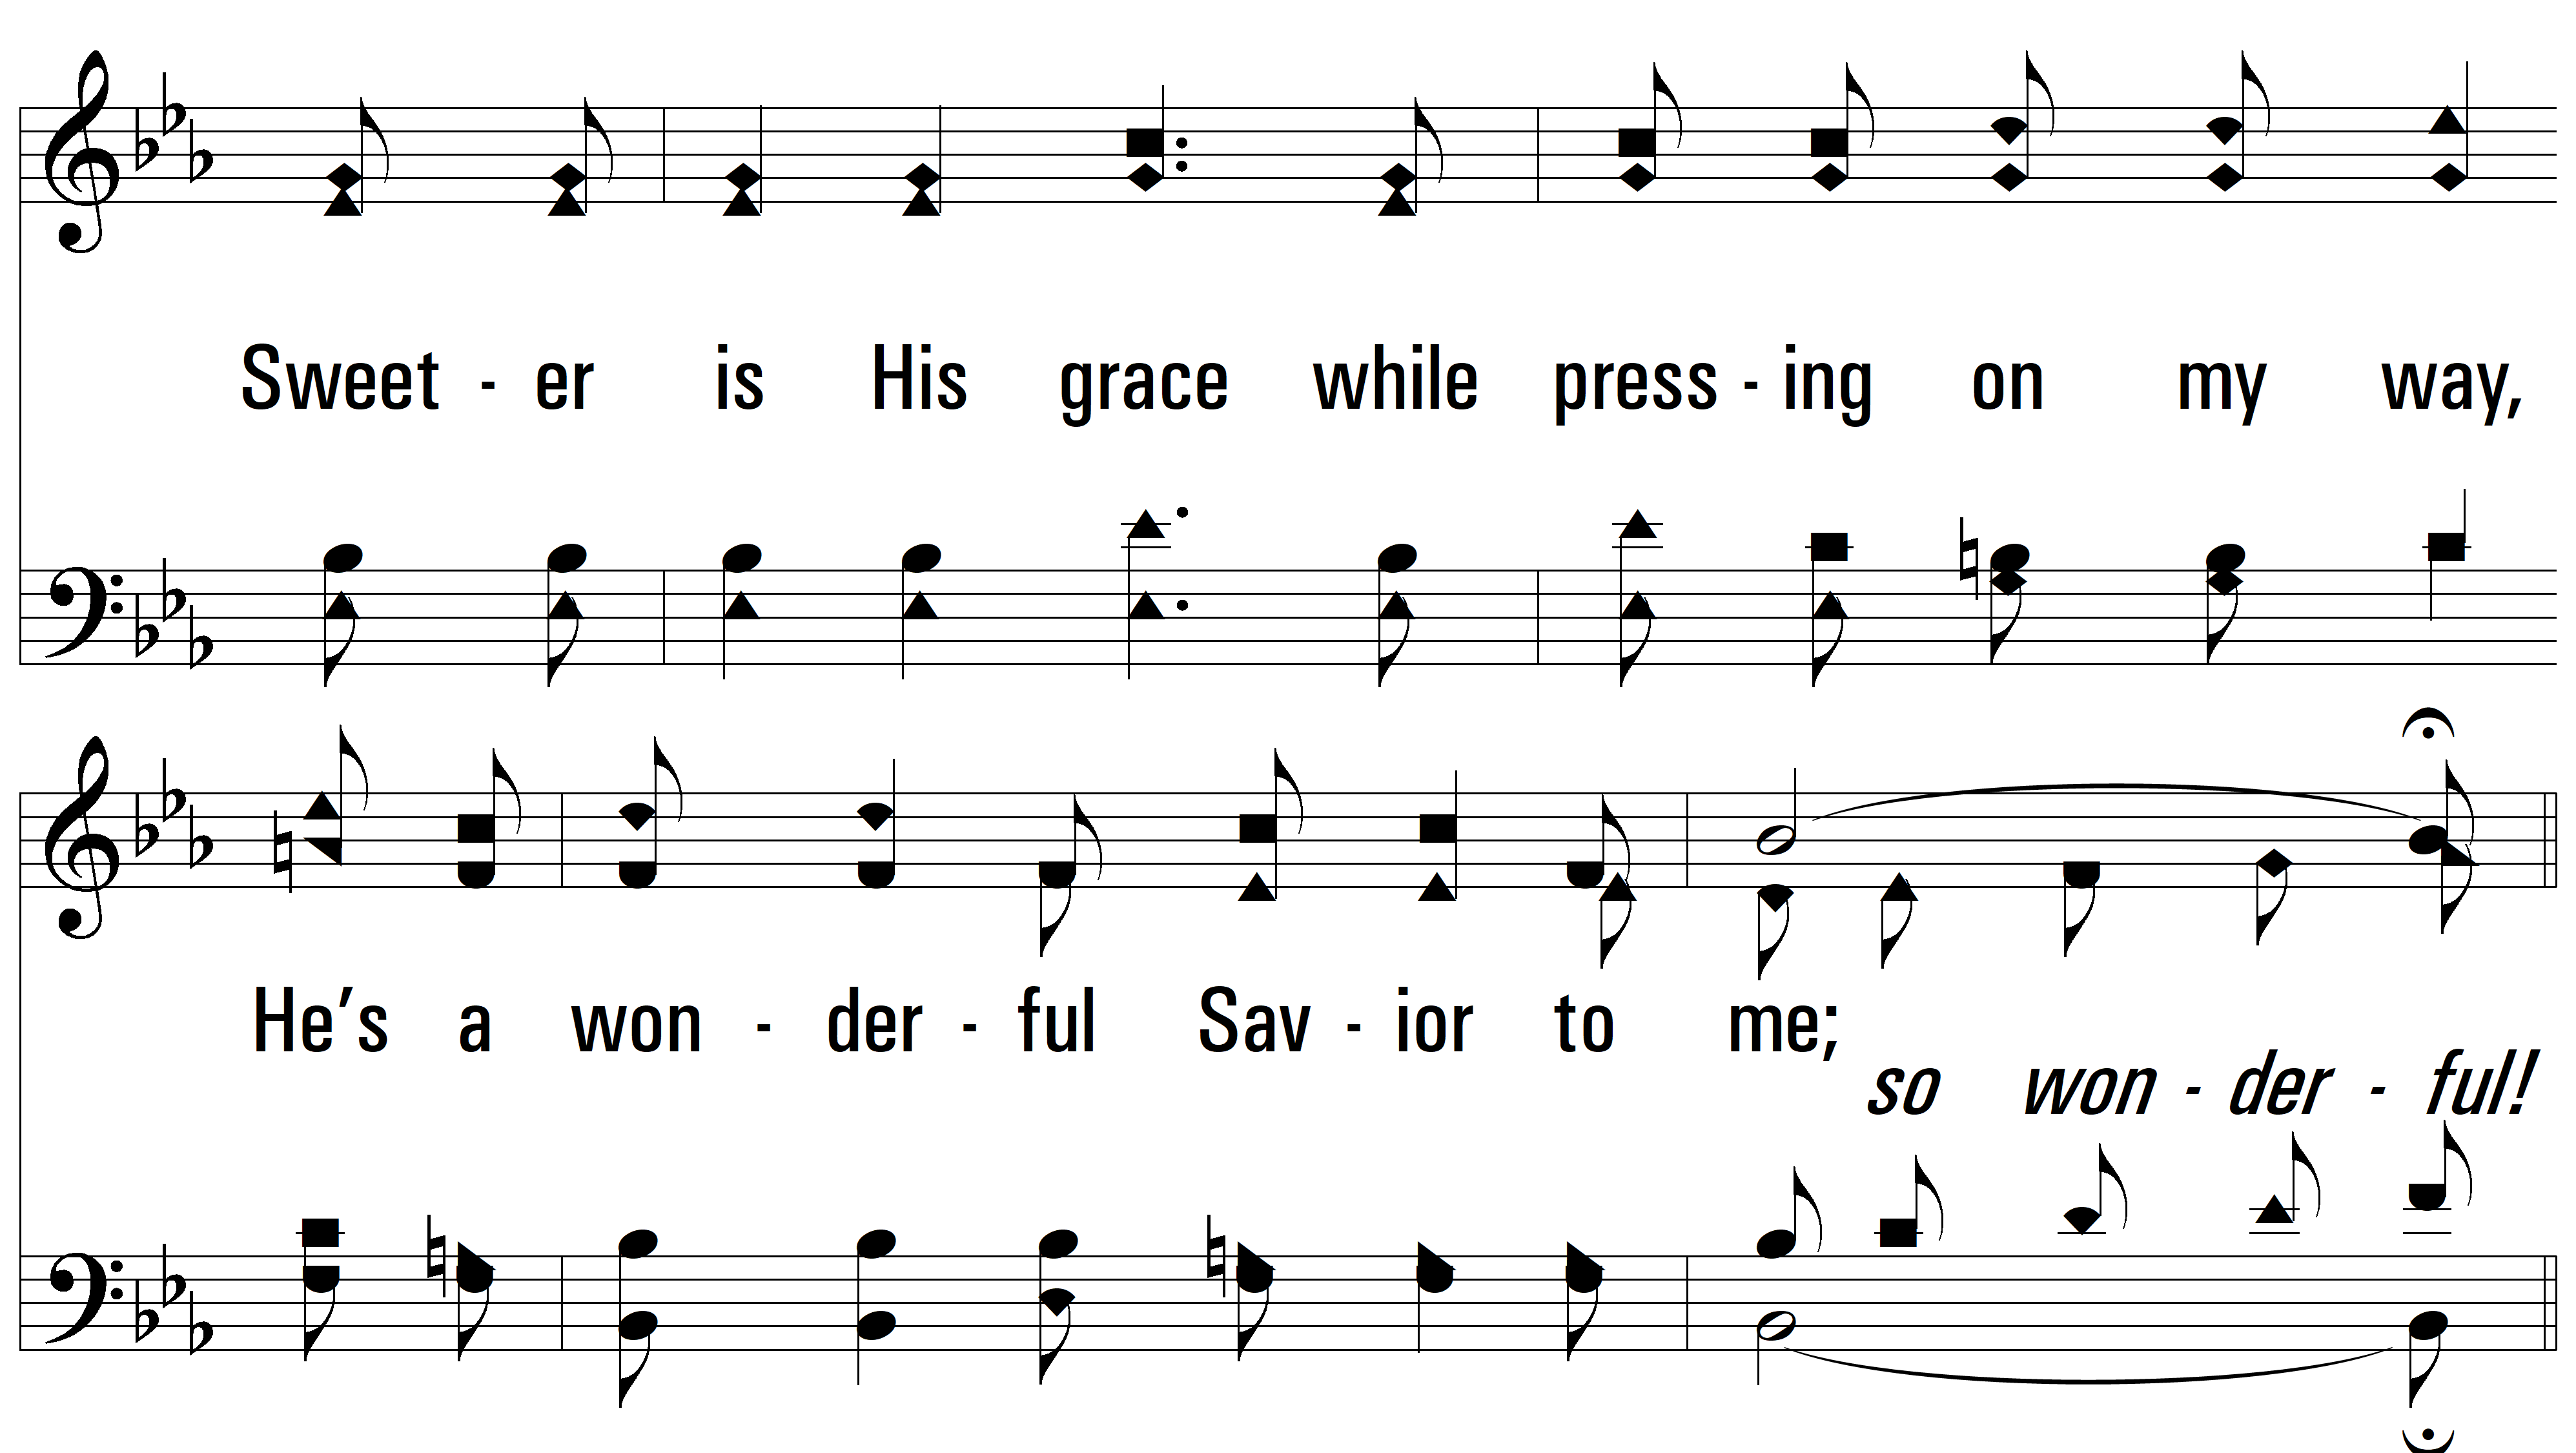 Sweet - er is His grace while press - ing on my way,
He’s a won - der - ful Sav - ior to me;
so won - der - ful!